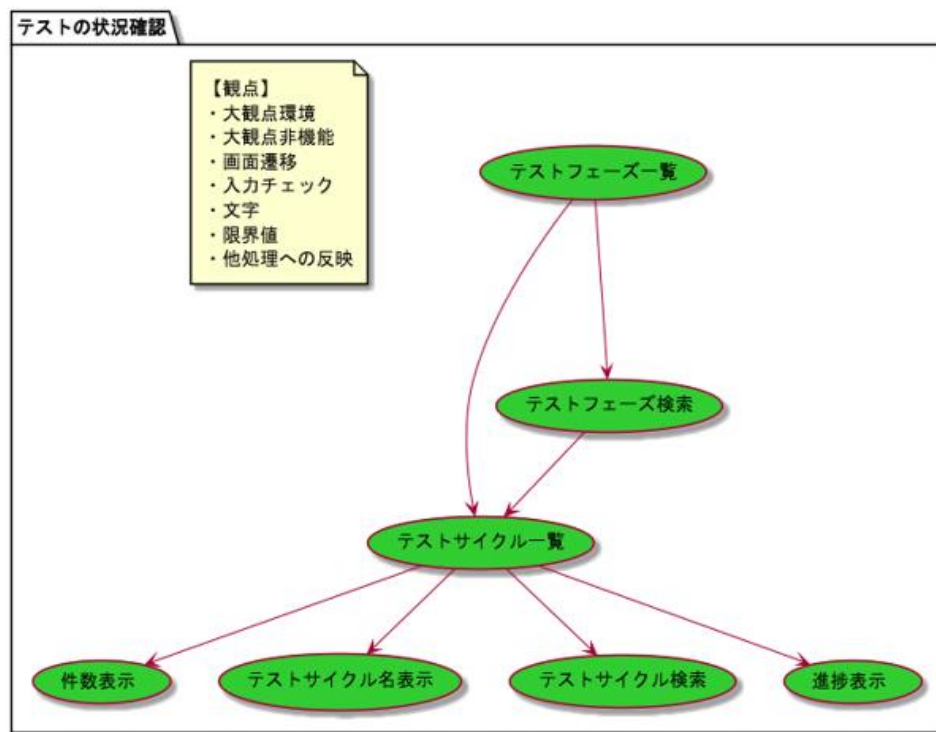 テストの状況確認
【観点】
・大観点環境
・大観点非機能
・画面遷移
・入力チェック
・文字
・限界値
・他処理への反映
テストフェーズ一覧
テストフェーズ検索
テストサイクル一覧
件数表示
テストサイクル名表示
テストサイクル検索
進捗表示